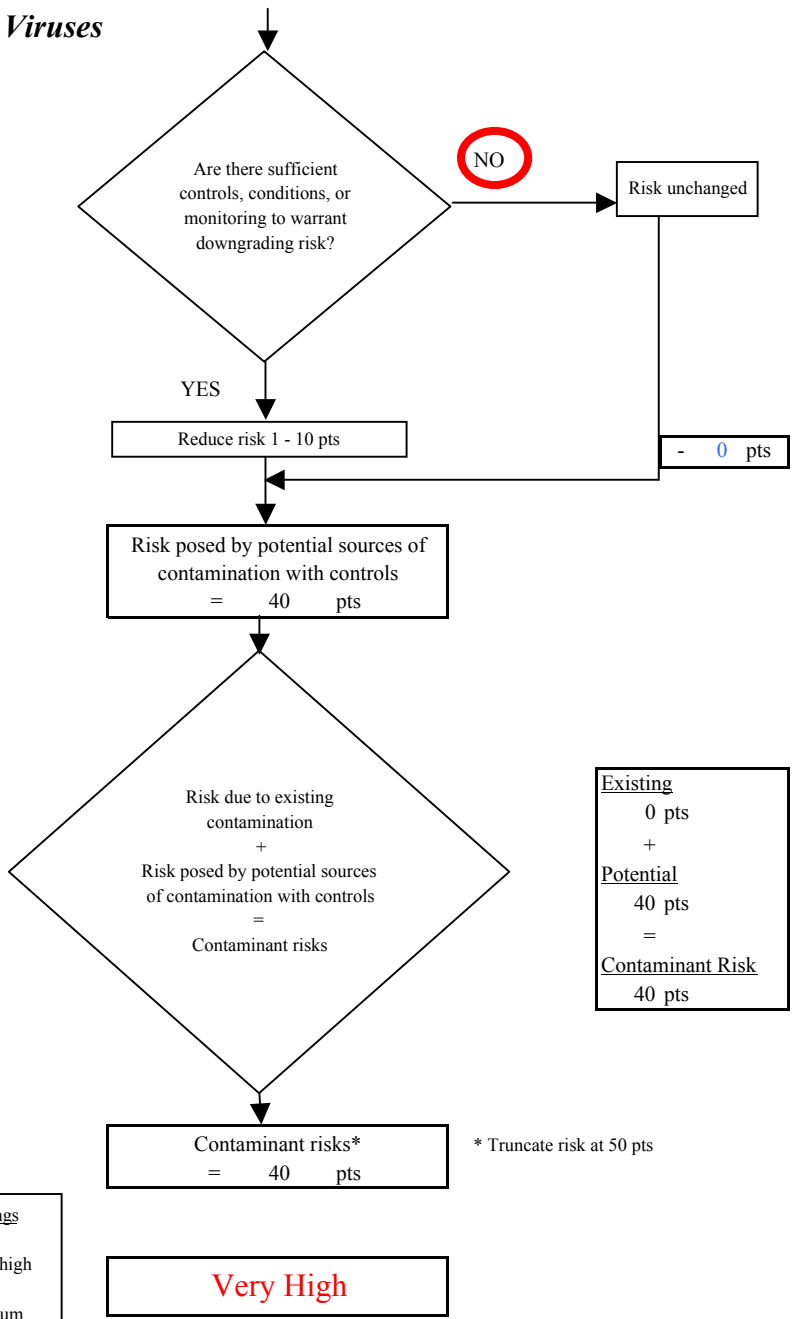 Viruses
Are there sufficient
controls, conditions, or
monitoring to warrant
downgrading risk?
NO
Risk unchanged
YES
Reduce risk 1 - 10 pts
- 0 pts
Risk posed by potential sources of
contamination with controls
= 40 pts
Risk due to existing
contamination
+
Risk posed by potential sources
of contamination with controls
=
Contaminant risks
Existing
0 pts
+
Potential
40 pts
=
Contaminant Risk
40 pts
Contaminant risks*
= 40 pts
* Truncate risk at 50 pts
high
Very High